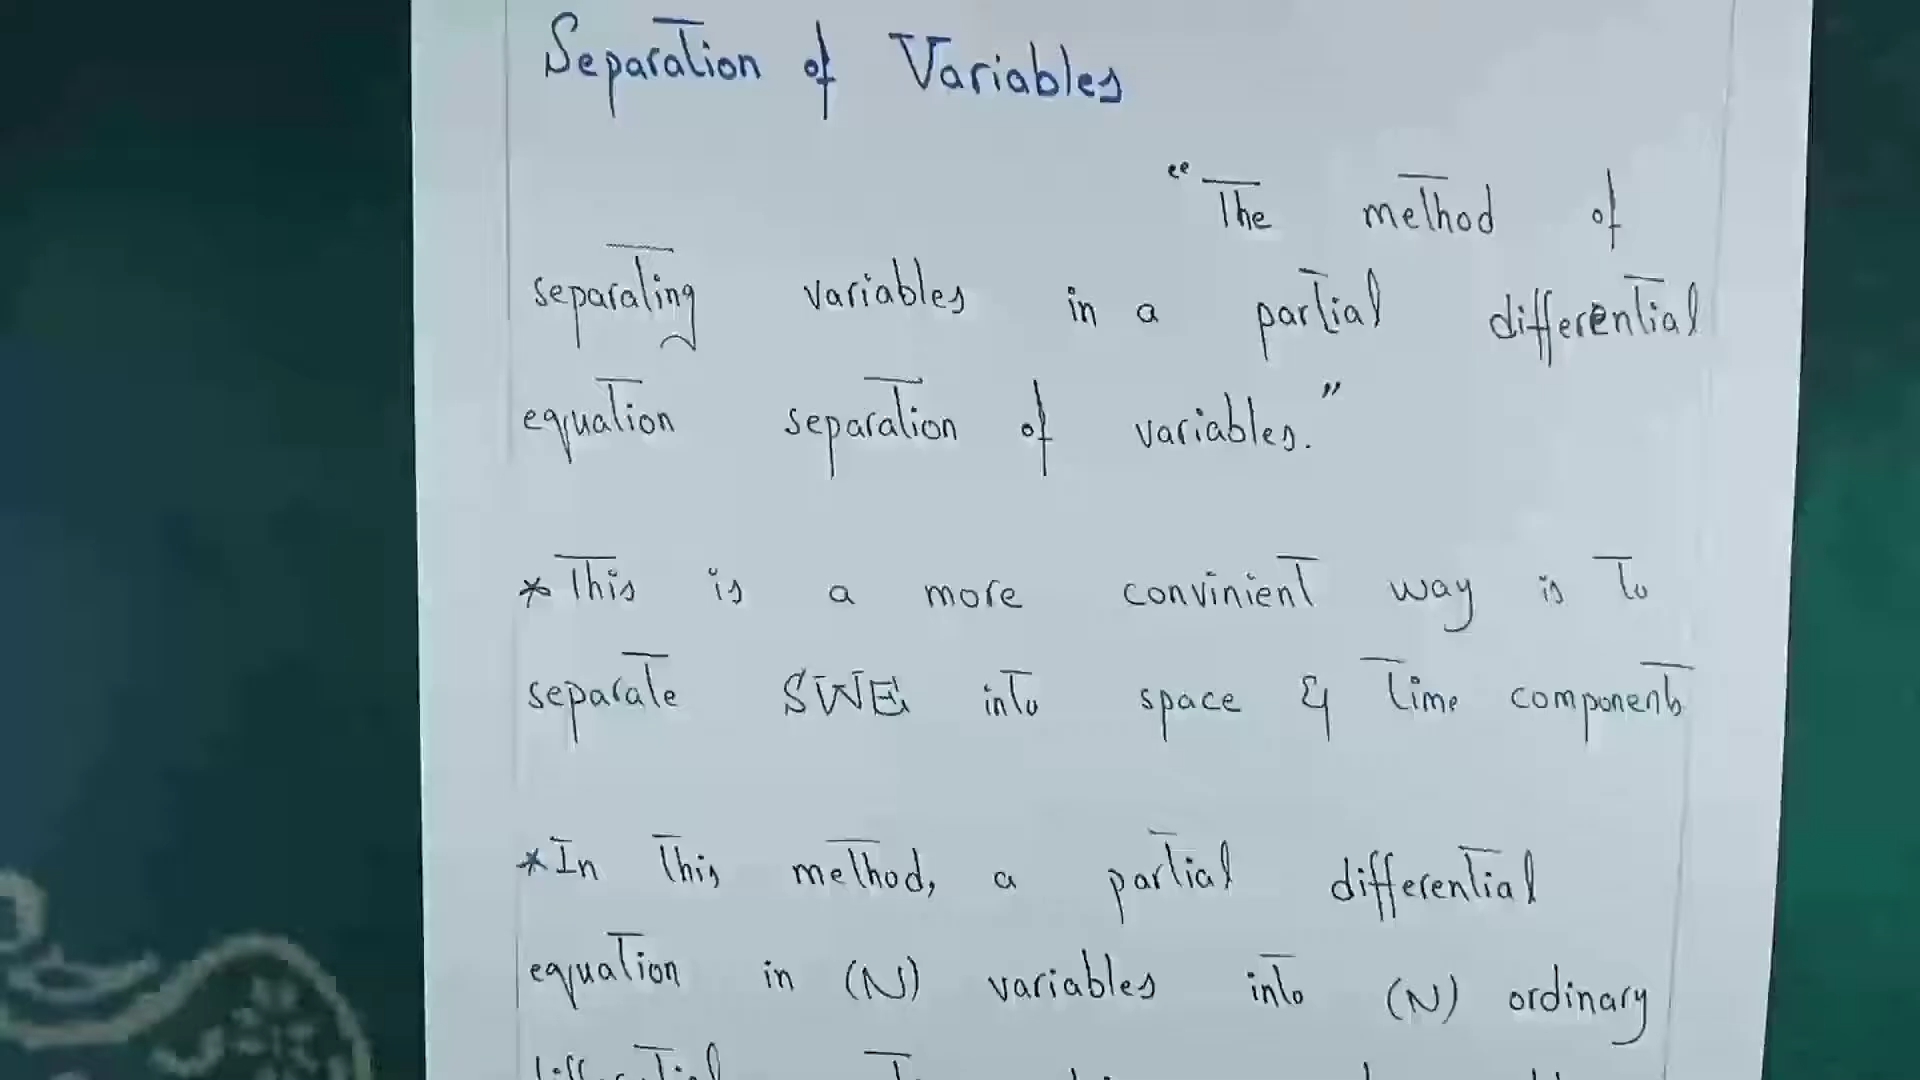 Separation of Variables
"The method of
separating variables in a partial differential
equation separation of variables."
*This is a more convinient way is to
separate SWE into space & time components
*In this method, a partial differential
equation in (N) variables into (N) ordinary
differential